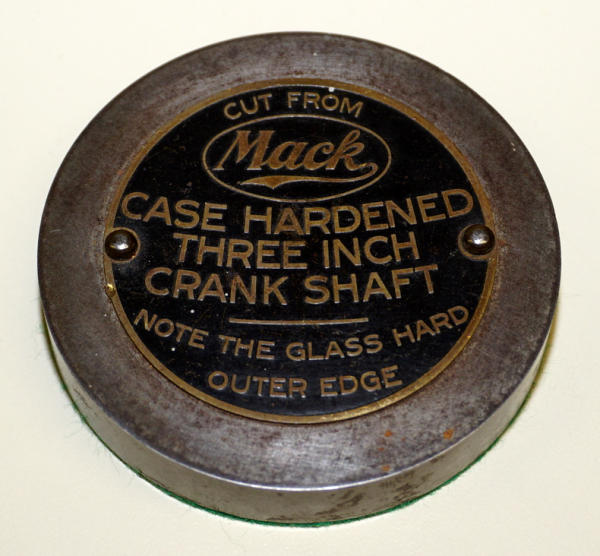 CUT FROM
Mack
CASE HARDENED
THREE INCH
CRANK SHAFT
NOTE THE GLASS HARD
OUTER EDGE